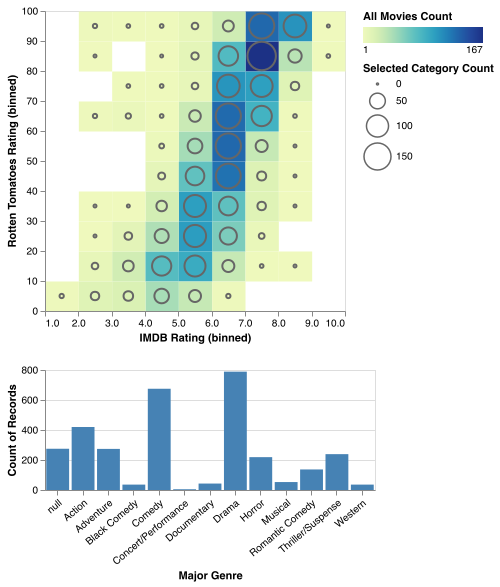 100
90
80
70
60
50
40
30
20
10
0
Rotten Tomatoes Rating (binned)
1.0 2.0 3.0 4.0 5.0 6.0 7.0 8.0 9.0 10.0
IMDB Rating (binned)
All Movies Count
1 167
Selected Category Count
0
50
100
150
800
600
400
200
0
Count of Records
null Action Adventure Black Comedy Comedy Concert/Performance Documentary Drama Horror Musical Romantic Comedy Thriller/Suspense Western
Major Genre